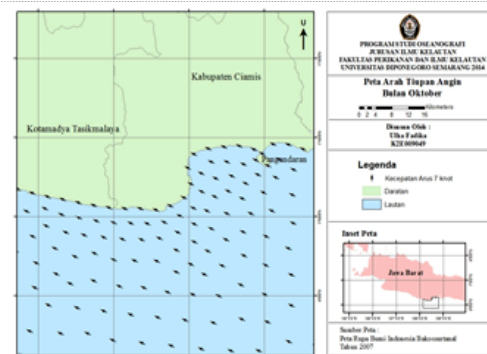 U
Kabupaten Ciamis
Kotamadya Tasikmalaya
Pangandaran
PROGRAM STUDI OSEANOGRAFI
JURUSAN ILMU KELAUTAN
FAKULTAS PERIKANAN DAN ILMU KELAUTAN
UNIVERSITAS DIPONEGORO SEMARANG 2014
Peta Arah Tiupan Angin
Bulan Oktober
Kilometers
0 2 4 8 12 16
Disusun Oleh :
Ulha Fadika
K2E009049
Legenda
Kecepatan Arus 7 knot
Daratan
Lautan
Inset Peta
Jawa Barat
Sumber Peta :
Peta Rupa Bumi Indonesia Bakosurtanal
Tahun 2007